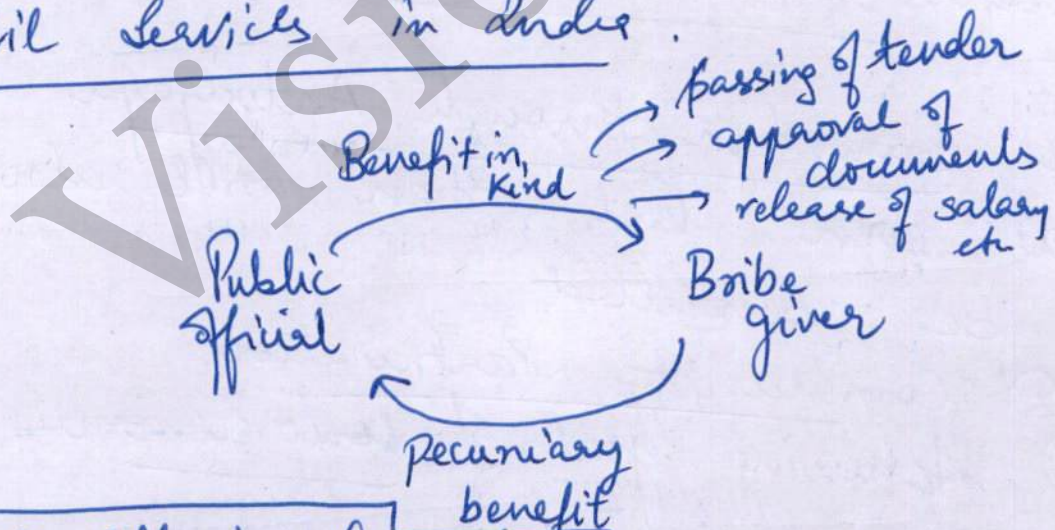 il Services in India.
passing of tender
approval of
documents
release of salary
etc
Benefit in
kind
Public
official
Bribe
giver
Pecuniary
benefit
Visio